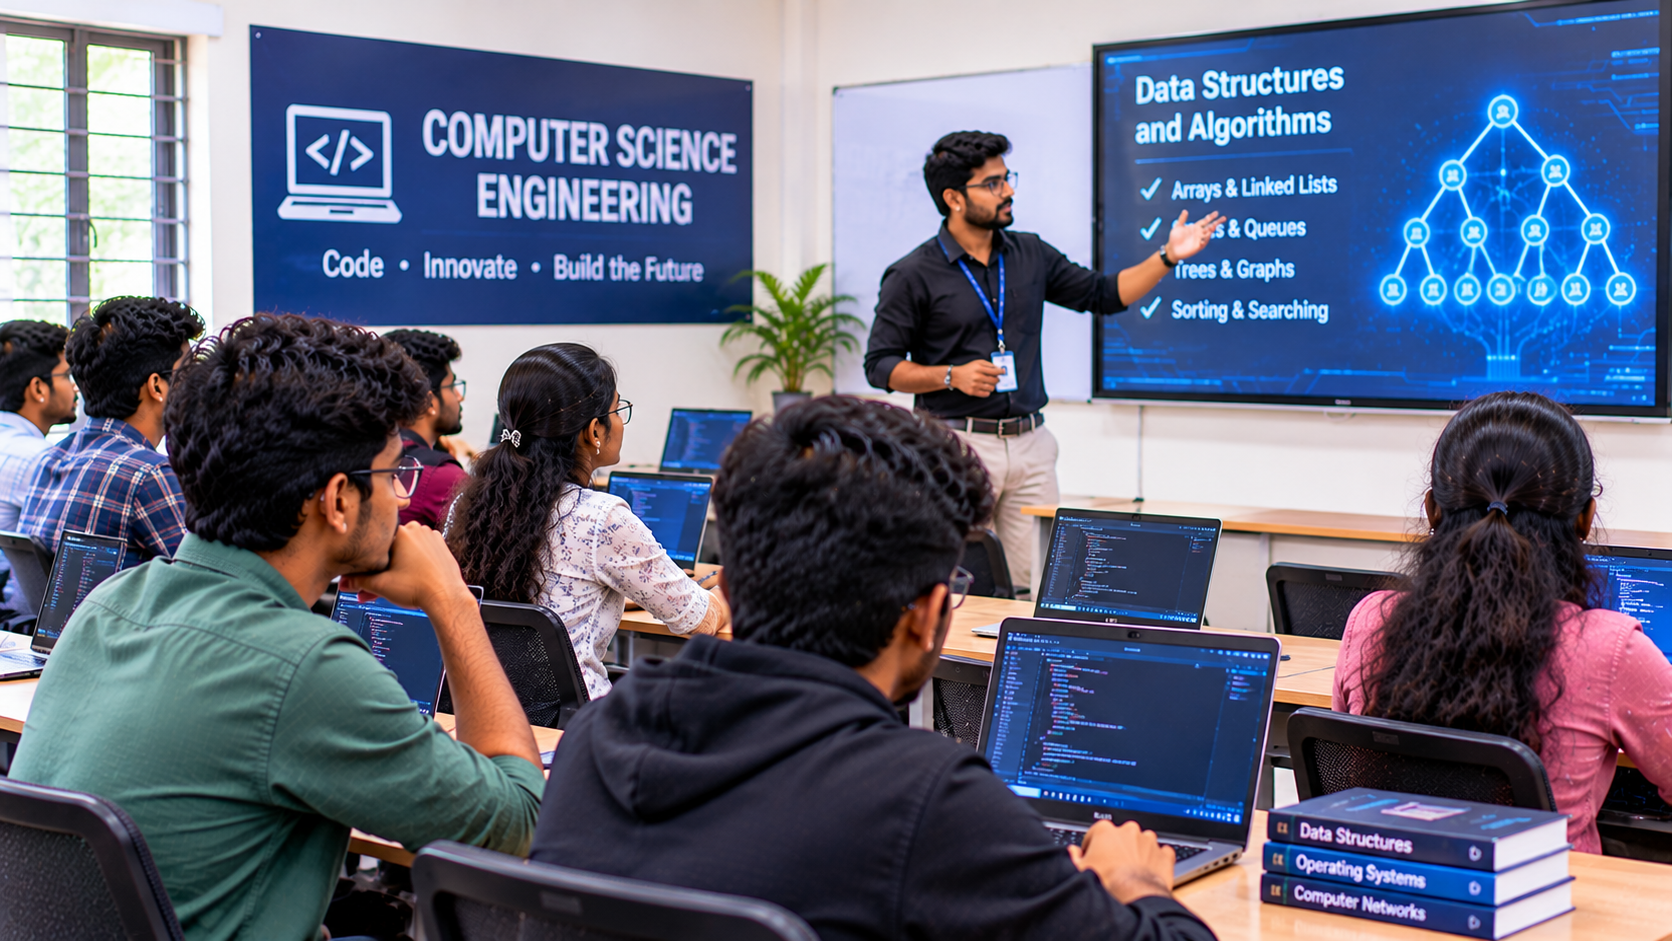 </>
COMPUTER SCIENCE
ENGINEERING
Code • Innovate • Build the Future
Data Structures
and Algorithms
✓ Arrays & Linked Lists
✓ & Queues
Trees & Graphs
✓ Sorting & Searching
Data Structures
Operating Systems
Computer Networks